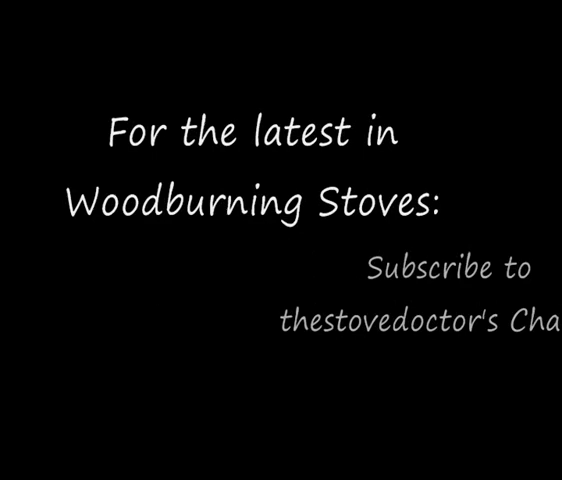 For the latest in
Woodburning Stoves:
Subscribe to
thestovedoctor's Cha